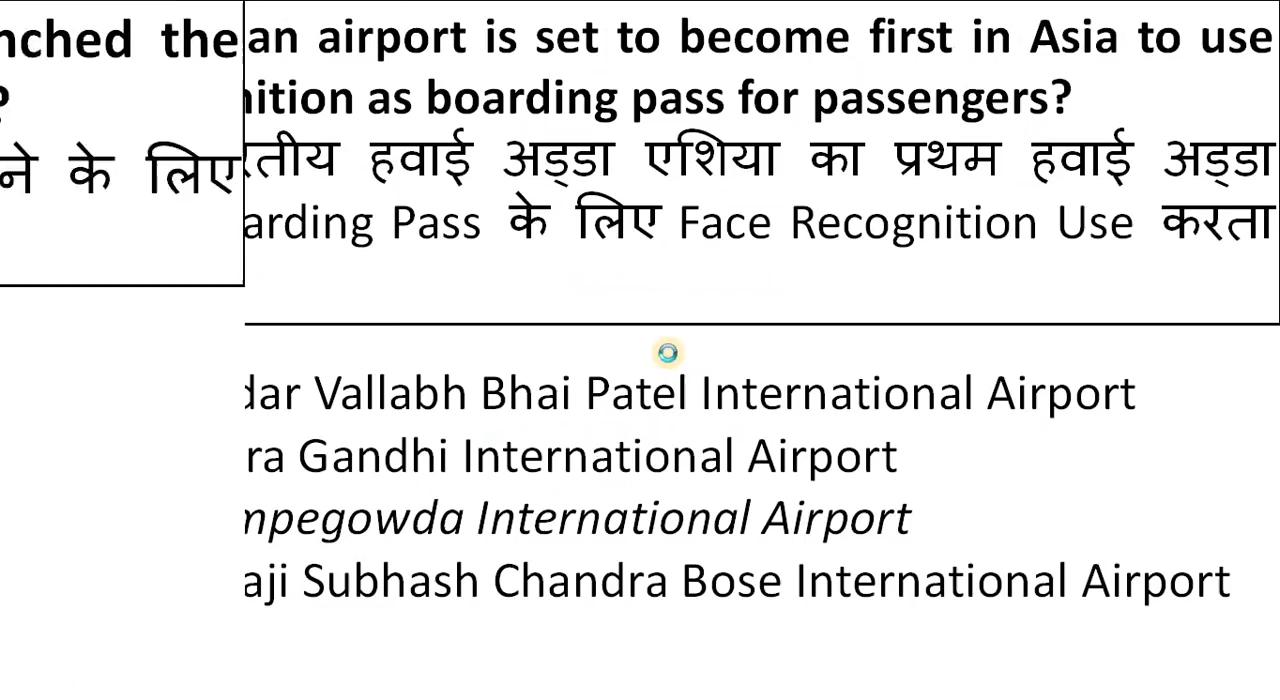 nched the
?
ने के लिए
an airport is set to become first in Asia to use
nition as boarding pass for passengers?
रतीय हवाई अड्डा एशिया का प्रथम हवाई अड्डा
arding Pass के लिए Face Recognition Use करता
dar Vallabh Bhai Patel International Airport
ra Gandhi International Airport
mpegowda International Airport
aji Subhash Chandra Bose International Airport